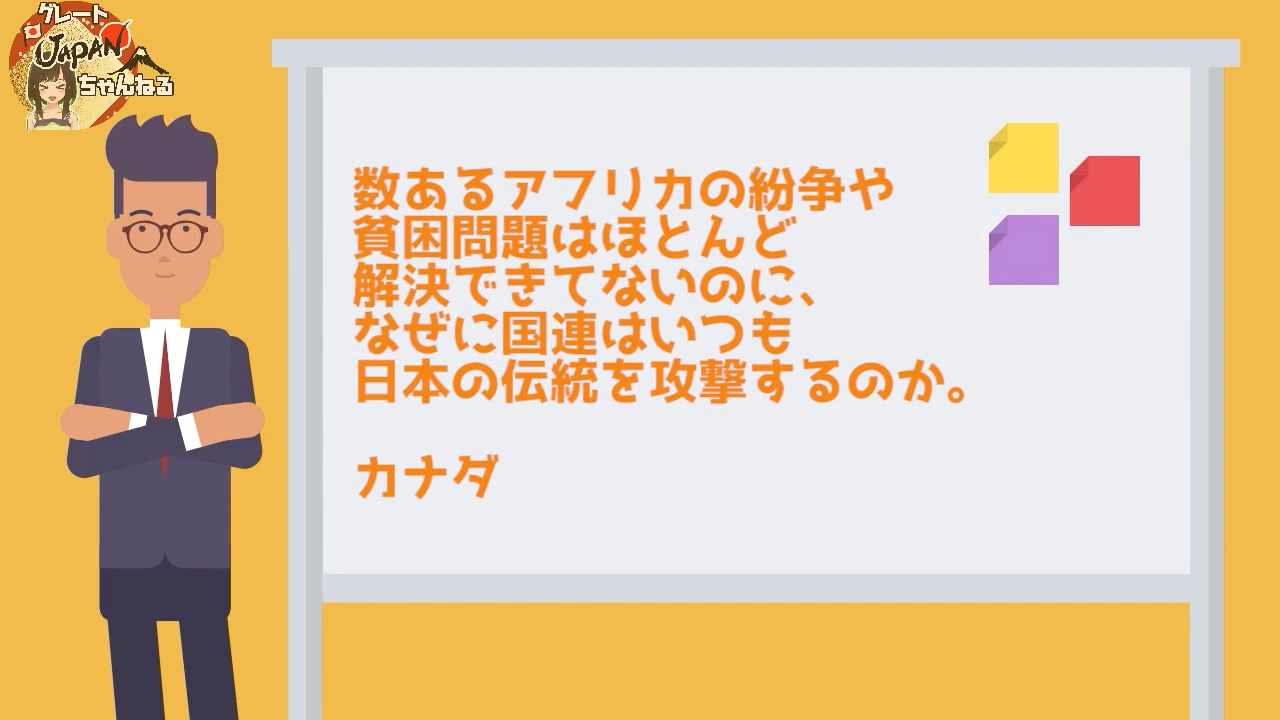 グレート
JAPAN
ちゃんねる
数あるアフリカの紛争や
貧困問題はほとんど
解決できてないのに、
なぜに国連はいつも
日本の伝統を攻撃するのか。
カナダ